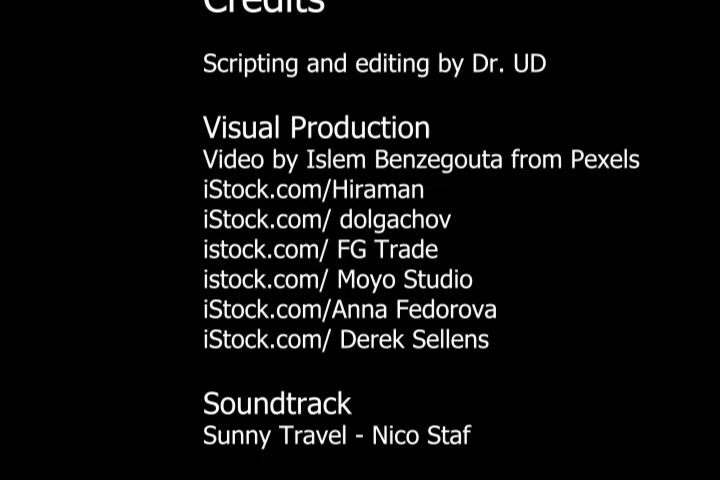 Credits
Scripting and editing by Dr. UD
Visual Production
Video by Islem Benzegouta from Pexels
iStock.com/Hiraman
iStock.com/ dolgachov
istock.com/ FG Trade
istock.com/ Moyo Studio
iStock.com/Anna Fedorova
iStock.com/ Derek Sellens
Soundtrack
Sunny Travel - Nico Staf